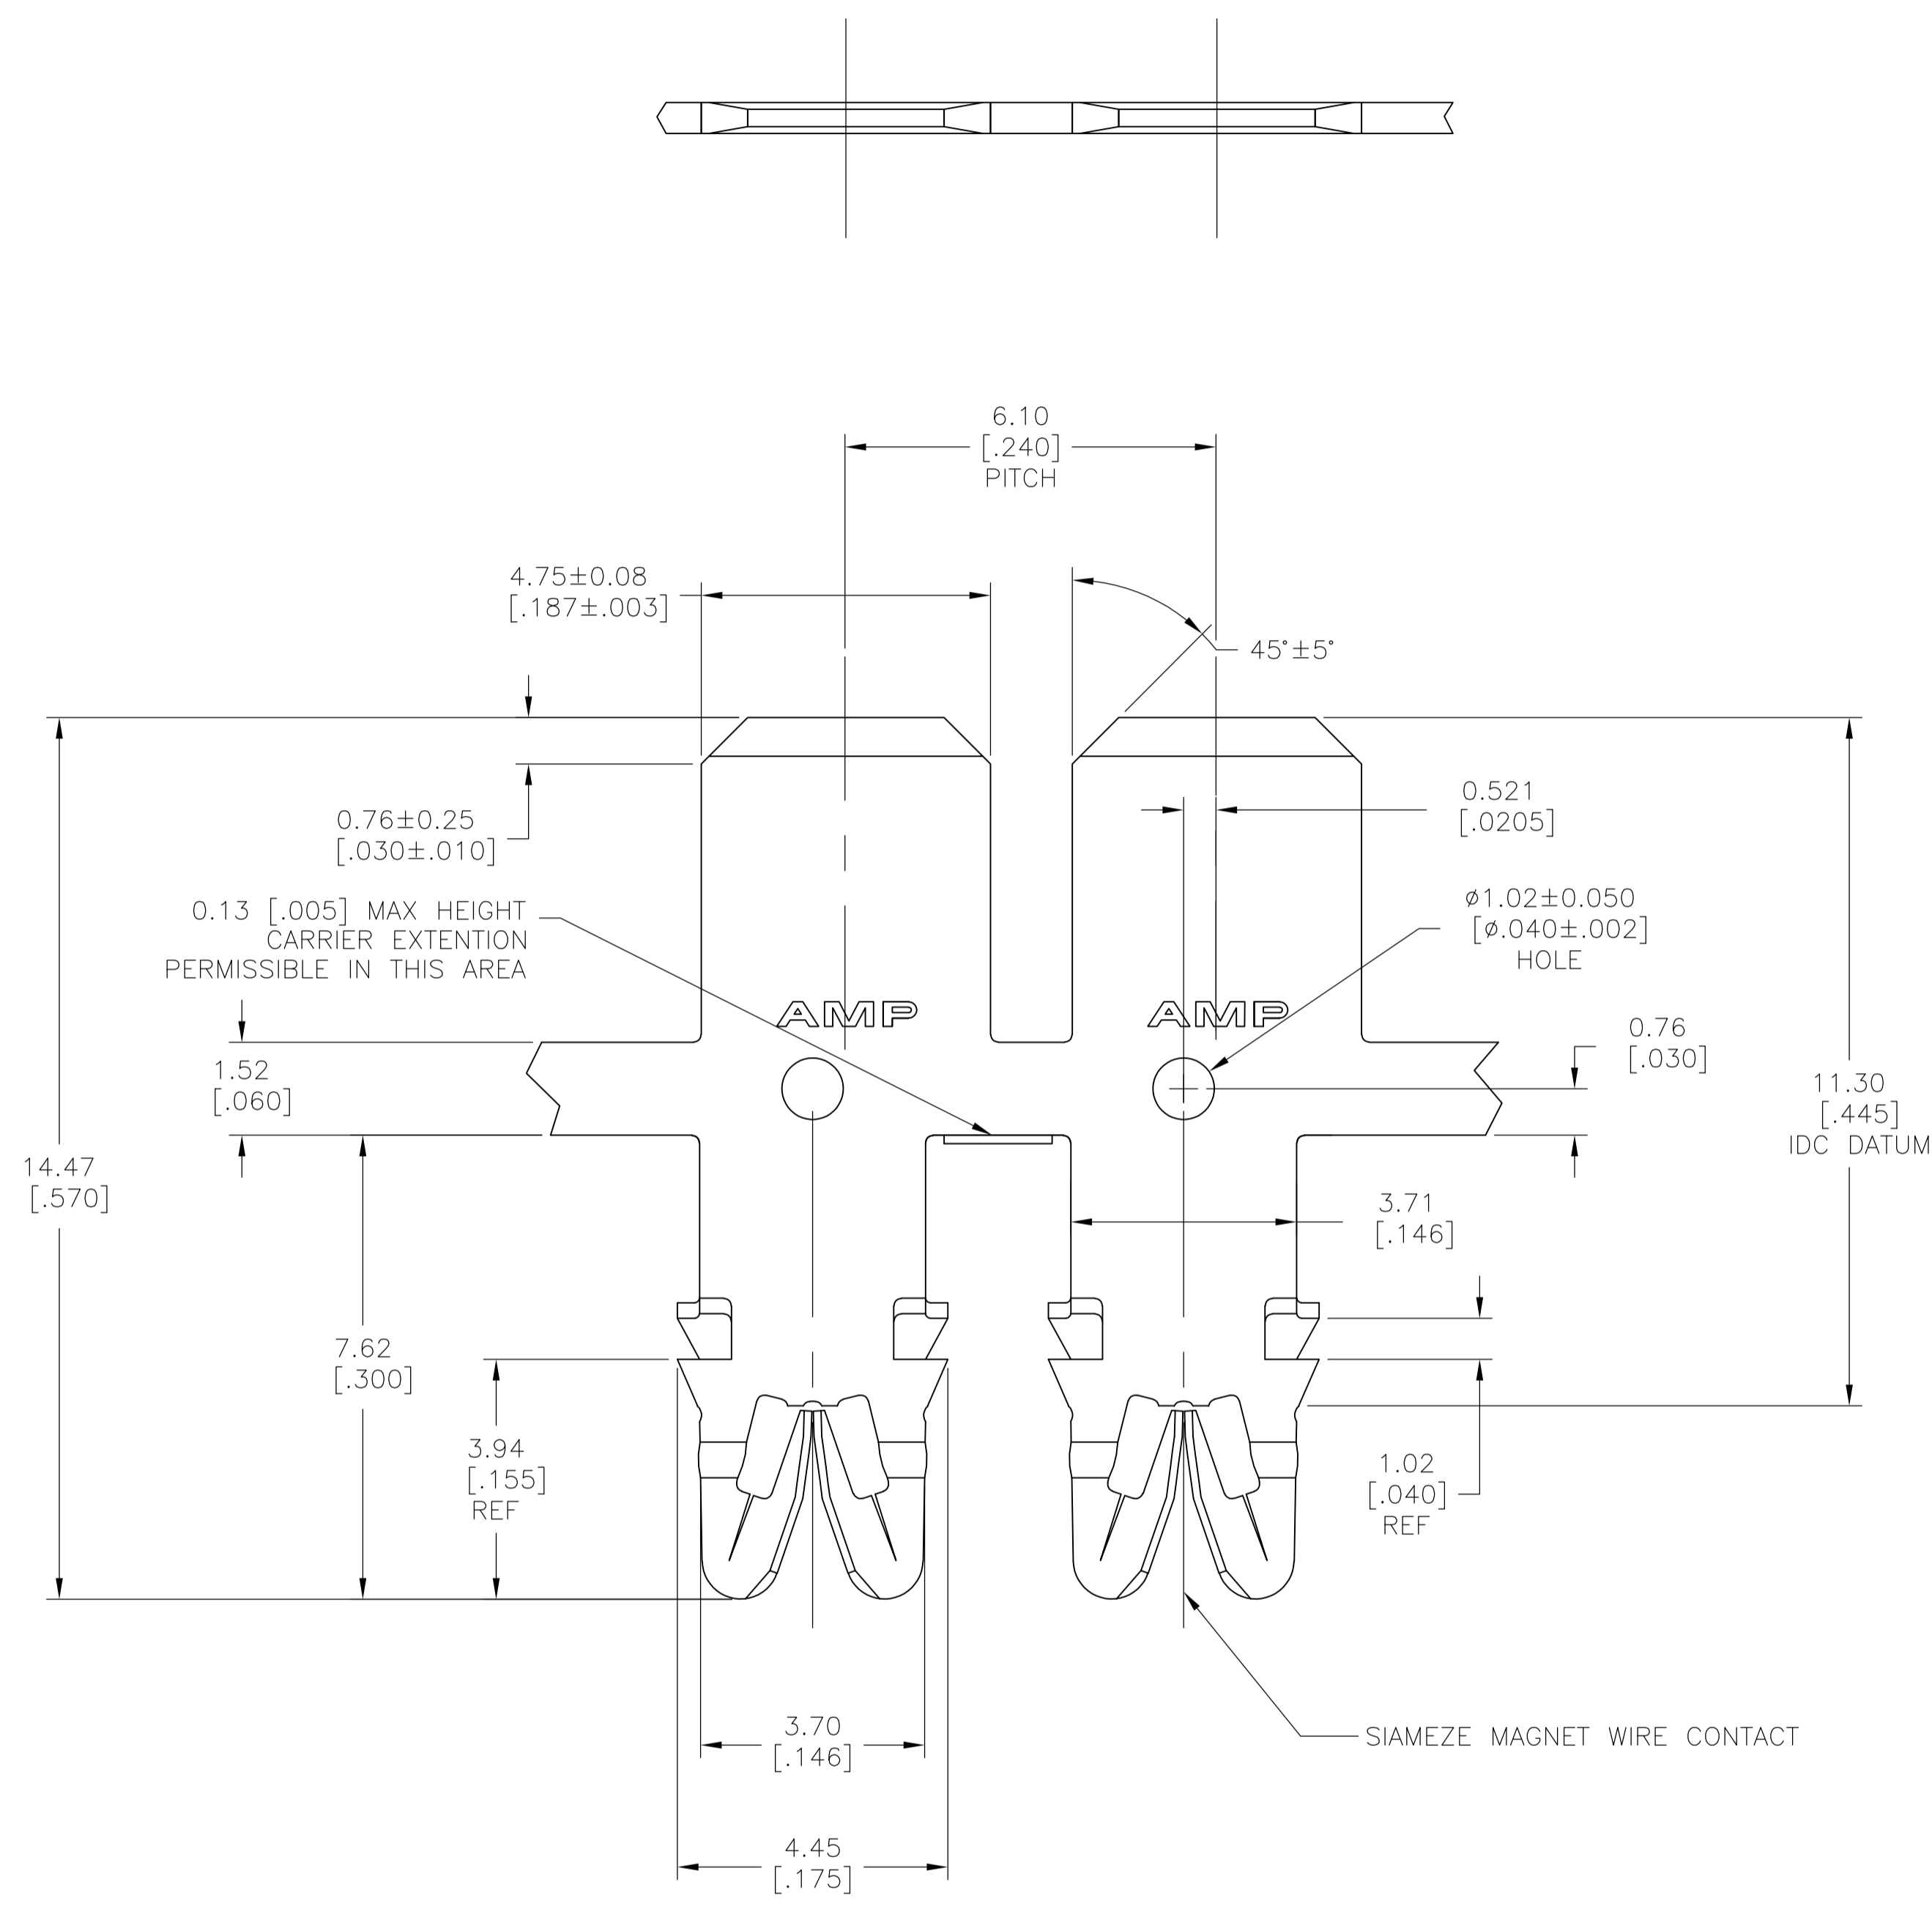 6.10
[.240]
PITCH
4.75±0.08
[.187±.003]
45°±5°
0.76±0.25
[.030±.010]
0.521
[.0205]
0.13 [.005] MAX HEIGHT
CARRIER EXTENTION
PERMISSIBLE IN THIS AREA
ø1.02±0.050
[ø.040±.002]
HOLE
AMP
AMP
0.76
[.030]
1.52
[.060]
11.30
[.445]
IDC DATUM
14.47
[.570]
3.71
[.146]
7.62
[.300]
3.94
[.155]
REF
1.02
[.040]
REF
3.70
[.146]
SIAMEZE MAGNET WIRE CONTACT
4.45
[.175]